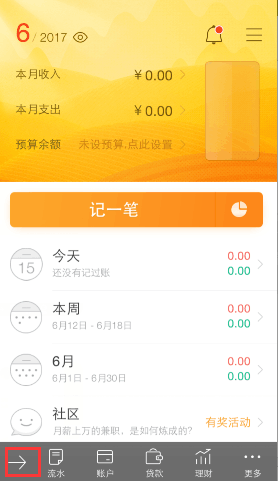 6 / 2017
本月收入 ¥ 0.00
本月支出 ¥ 0.00
预算余额 未设预算,点此设置
记一笔
今天 0.00
15 还没有记过账 0.00
本周 0.00
6月12日 - 6月18日 0.00
6月 0.00
6月1日 - 6月30日 0.00
社区 有奖活动
月薪上万的兼职，是如何炼成的?
流水 账户 贷款 理财 更多